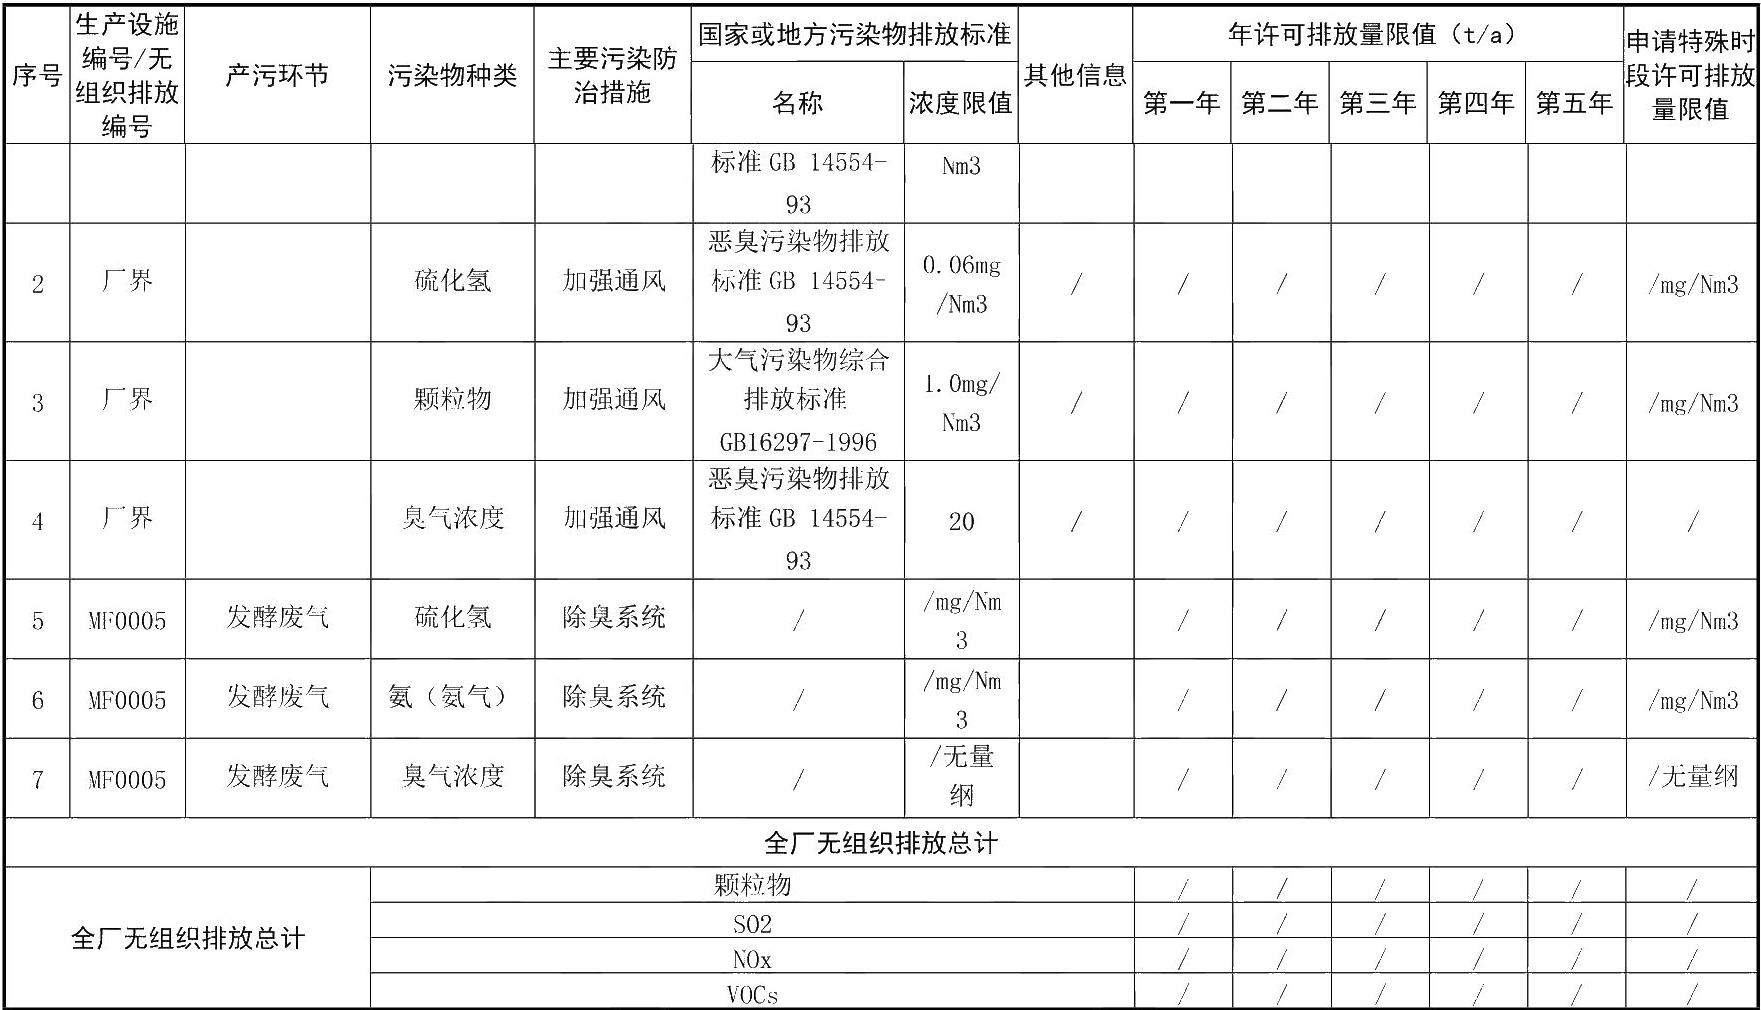 序号 生产设施编号/无组织排放编号 产污环节 污染物种类 主要污染防治措施 国家或地方污染物排放标准 其他信息 年许可排放量限值（t/a） 申请特殊时段许可排放量限值
名称 浓度限值 第一年 第二年 第三年 第四年 第五年
标准 GB 14554-93 Nm3
2 厂界 硫化氢 加强通风 恶臭污染物排放标准 GB 14554-93 0.06mg/Nm3 / / / / / / /mg/Nm3
3 厂界 颗粒物 加强通风 大气污染物综合排放标准 GB16297-1996 1.0mg/Nm3 / / / / / / /mg/Nm3
4 厂界 臭气浓度 加强通风 恶臭污染物排放标准 GB 14554-93 20 / / / / / / /
5 MF0005 发酵废气 硫化氢 除臭系统 / /mg/Nm3 / / / / / /mg/Nm3
6 MF0005 发酵废气 氨（氨气） 除臭系统 / /mg/Nm3 / / / / / /mg/Nm3
7 MF0005 发酵废气 臭气浓度 除臭系统 / /无量纲 / / / / / /无量纲
全厂无组织排放总计
全厂无组织排放总计 颗粒物 / / / / / /
SO2 / / / / / /
NOx / / / / / /
VOCs / / / / / /